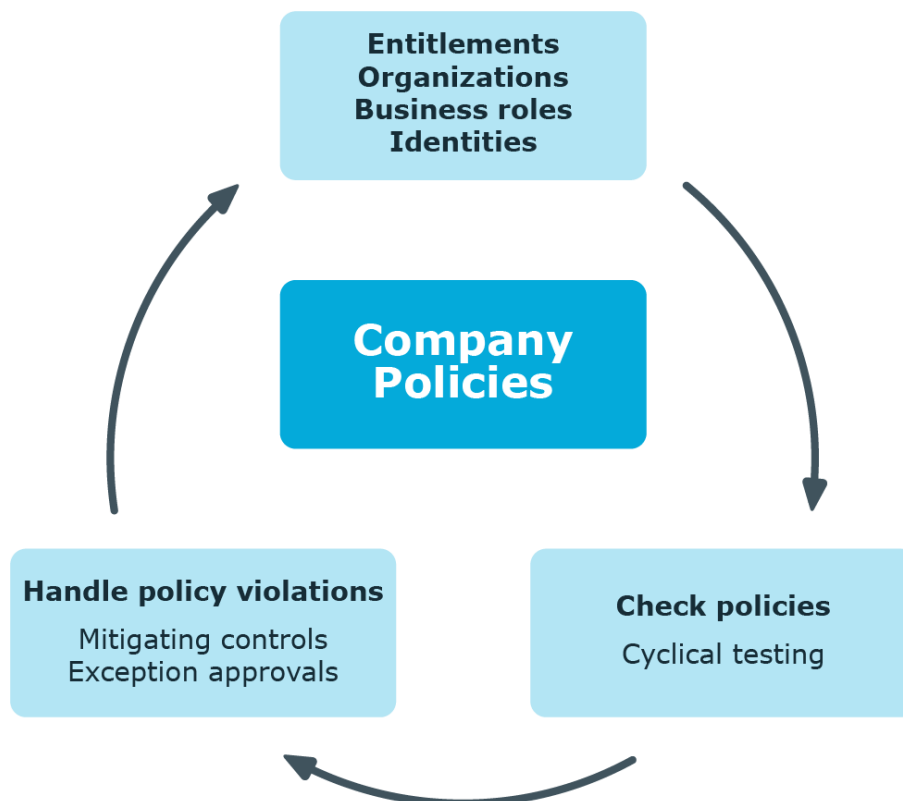 Entitlements
Organizations
Business roles
Identities
Company
Policies
Handle policy violations
Mitigating controls
Exception approvals
Check policies
Cyclical testing